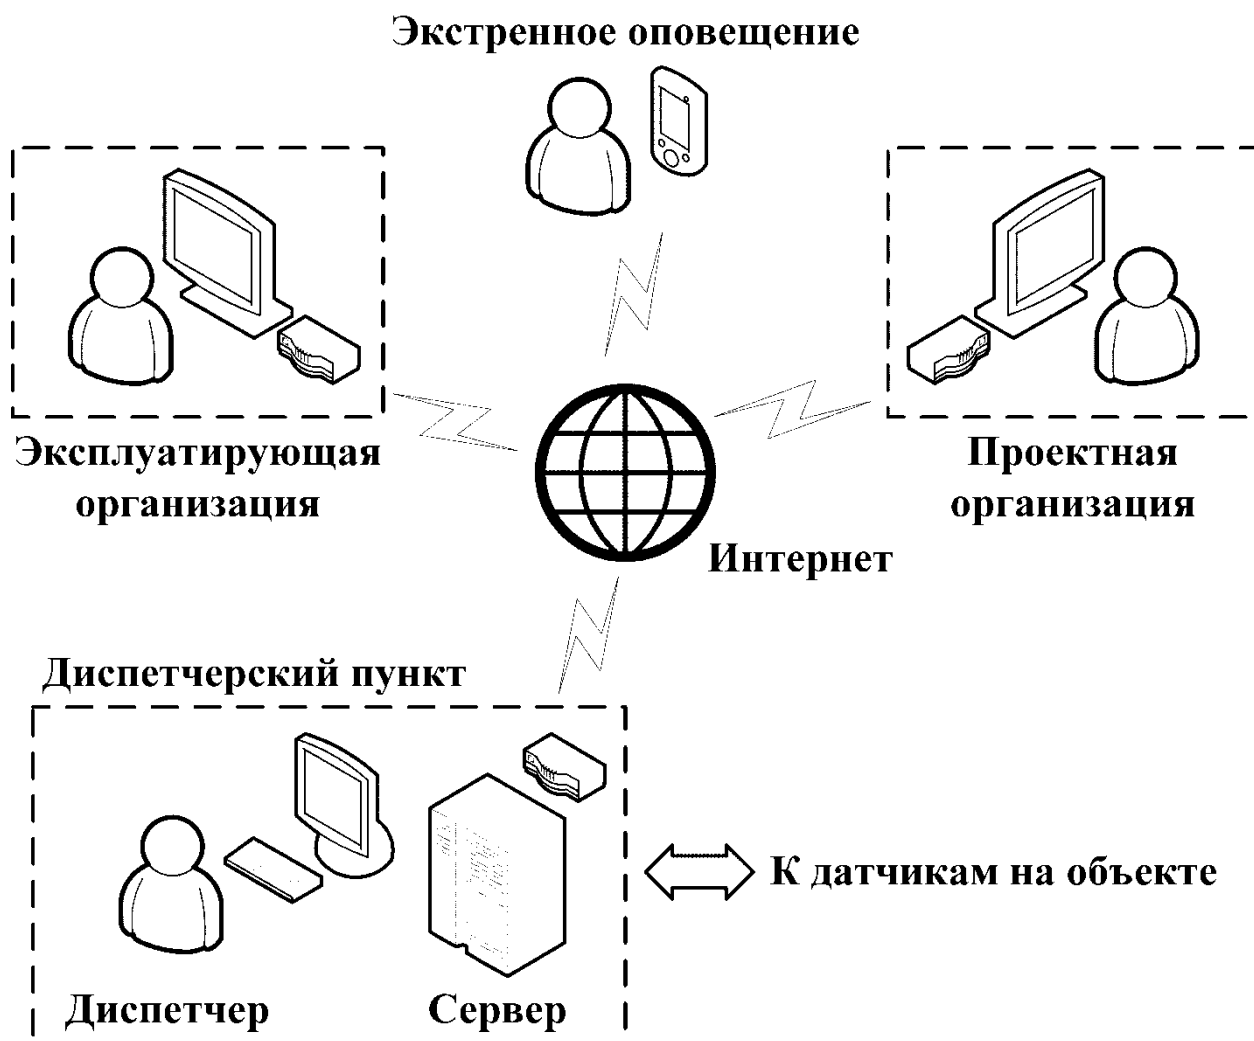 Экстренное оповещение
Эксплуатирующая
организация
Проектная
организация
Интернет
Диспетчерский пункт
К датчикам на объекте
Диспетчер
Сервер